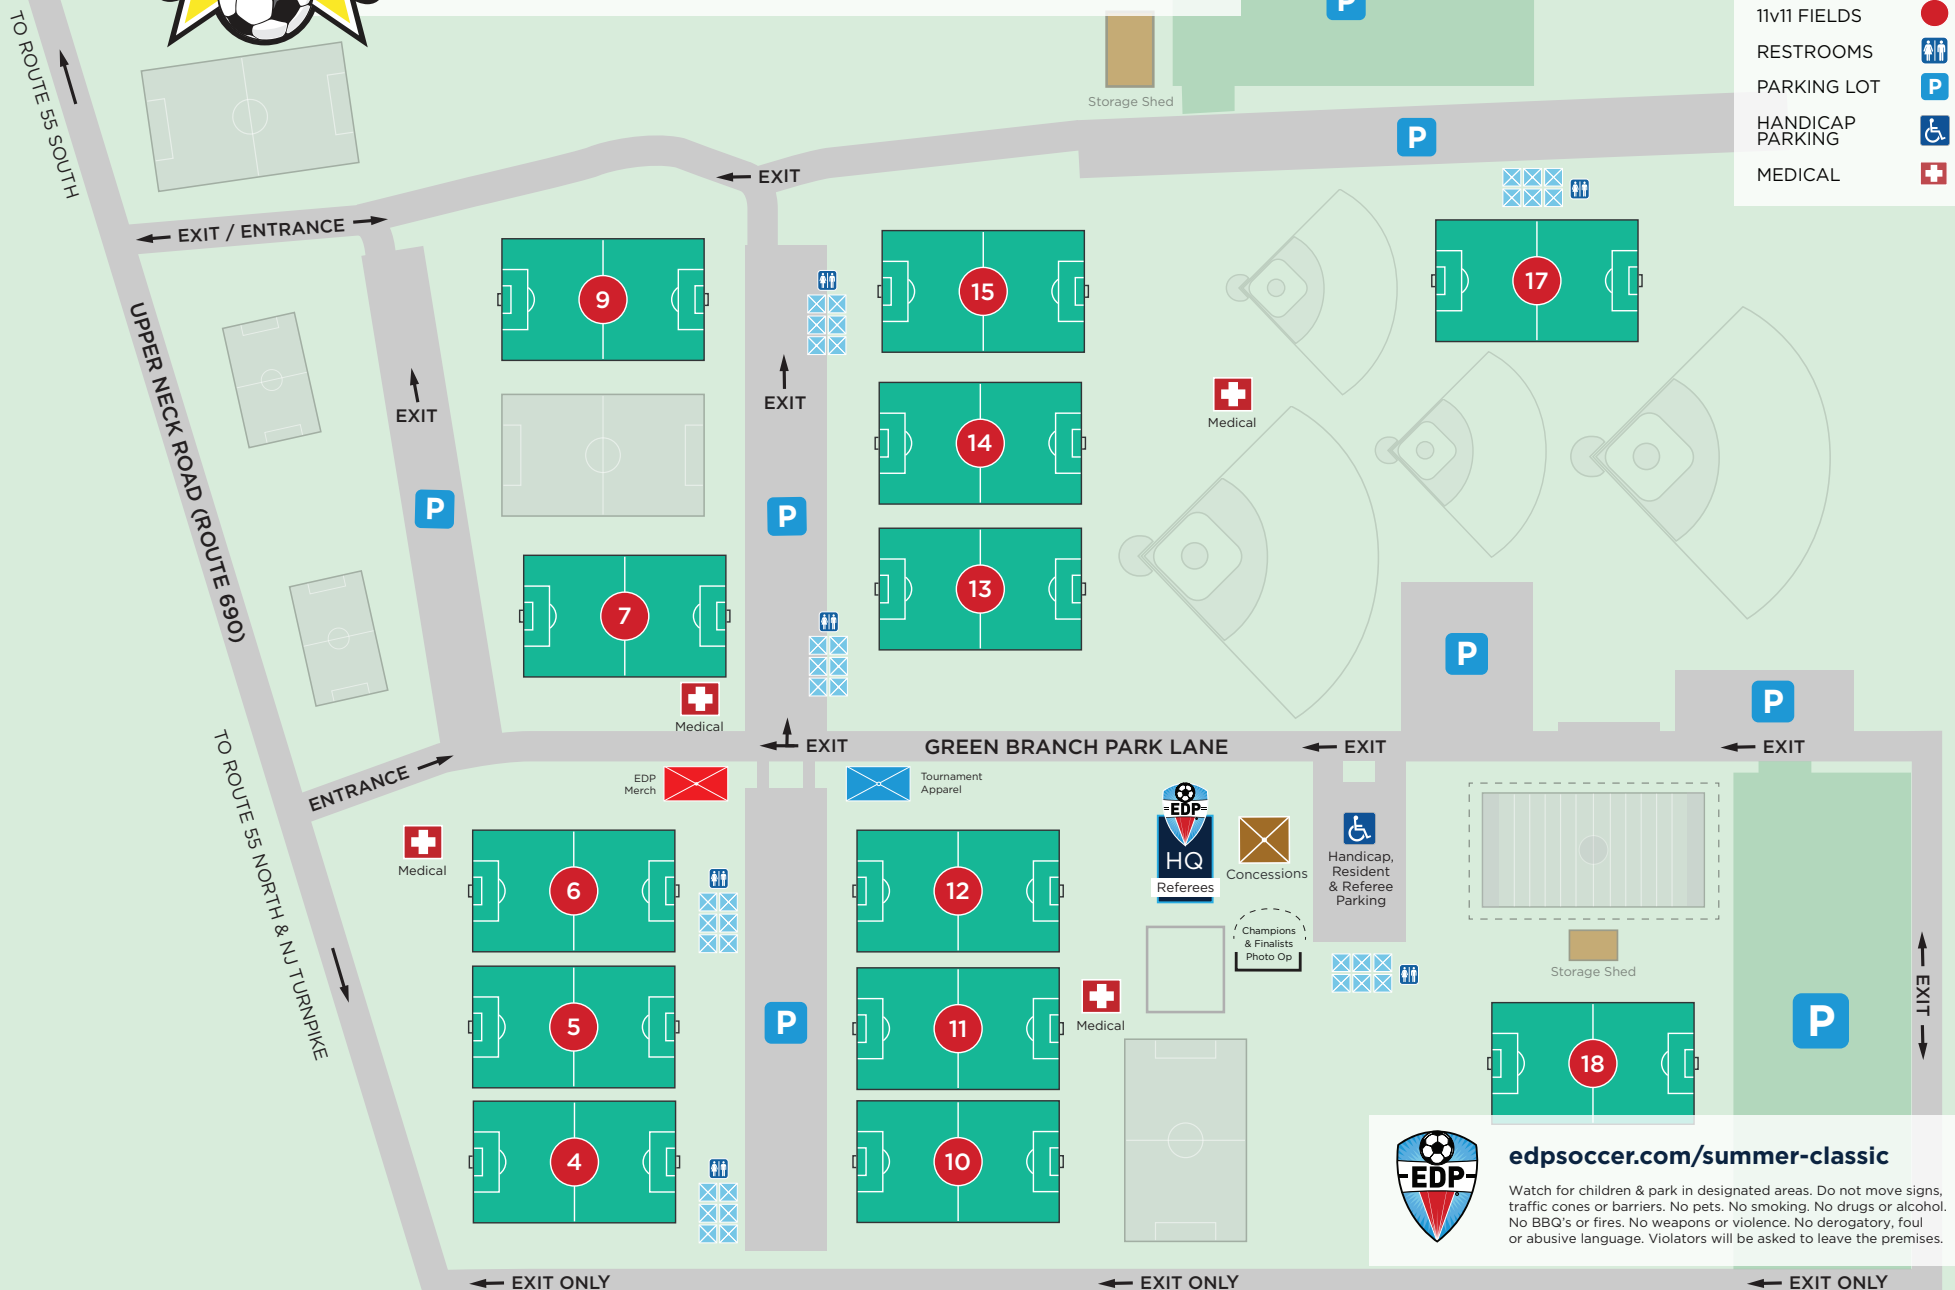 P
11v11 FIELDS
RESTROOMS
PARKING LOT
P
HANDICAP
PARKING
MEDICAL
TO ROUTE 55 SOUTH
Storage Shed
P
EXIT
EXIT / ENTRANCE
9
15
17
UPPER NECK ROAD (ROUTE 690)
EXIT
EXIT
Medical
14
P
P
13
7
P
Medical
P
EXIT
GREEN BRANCH PARK LANE
EXIT
EXIT
TO ROUTE 55 NORTH & NJ TURNPIKE
ENTRANCE
EDP
Merch
Tournament
Apparel
EDP
HQ
Referees
Concessions
Handicap,
Resident
& Referee
Parking
Medical
6
12
Champions
& Finalists
Photo Op
Storage Shed
5
P
11
Medical
P
EXIT
18
4
10
EDP
edpsoccer.com/summer-classic
Watch for children & park in designated areas. Do not move signs,
traffic cones or barriers. No pets. No smoking. No drugs or alcohol.
No BBQ's or fires. No weapons or violence. No derogatory, foul
or abusive language. Violators will be asked to leave the premises.
EXIT ONLY
EXIT ONLY
EXIT ONLY